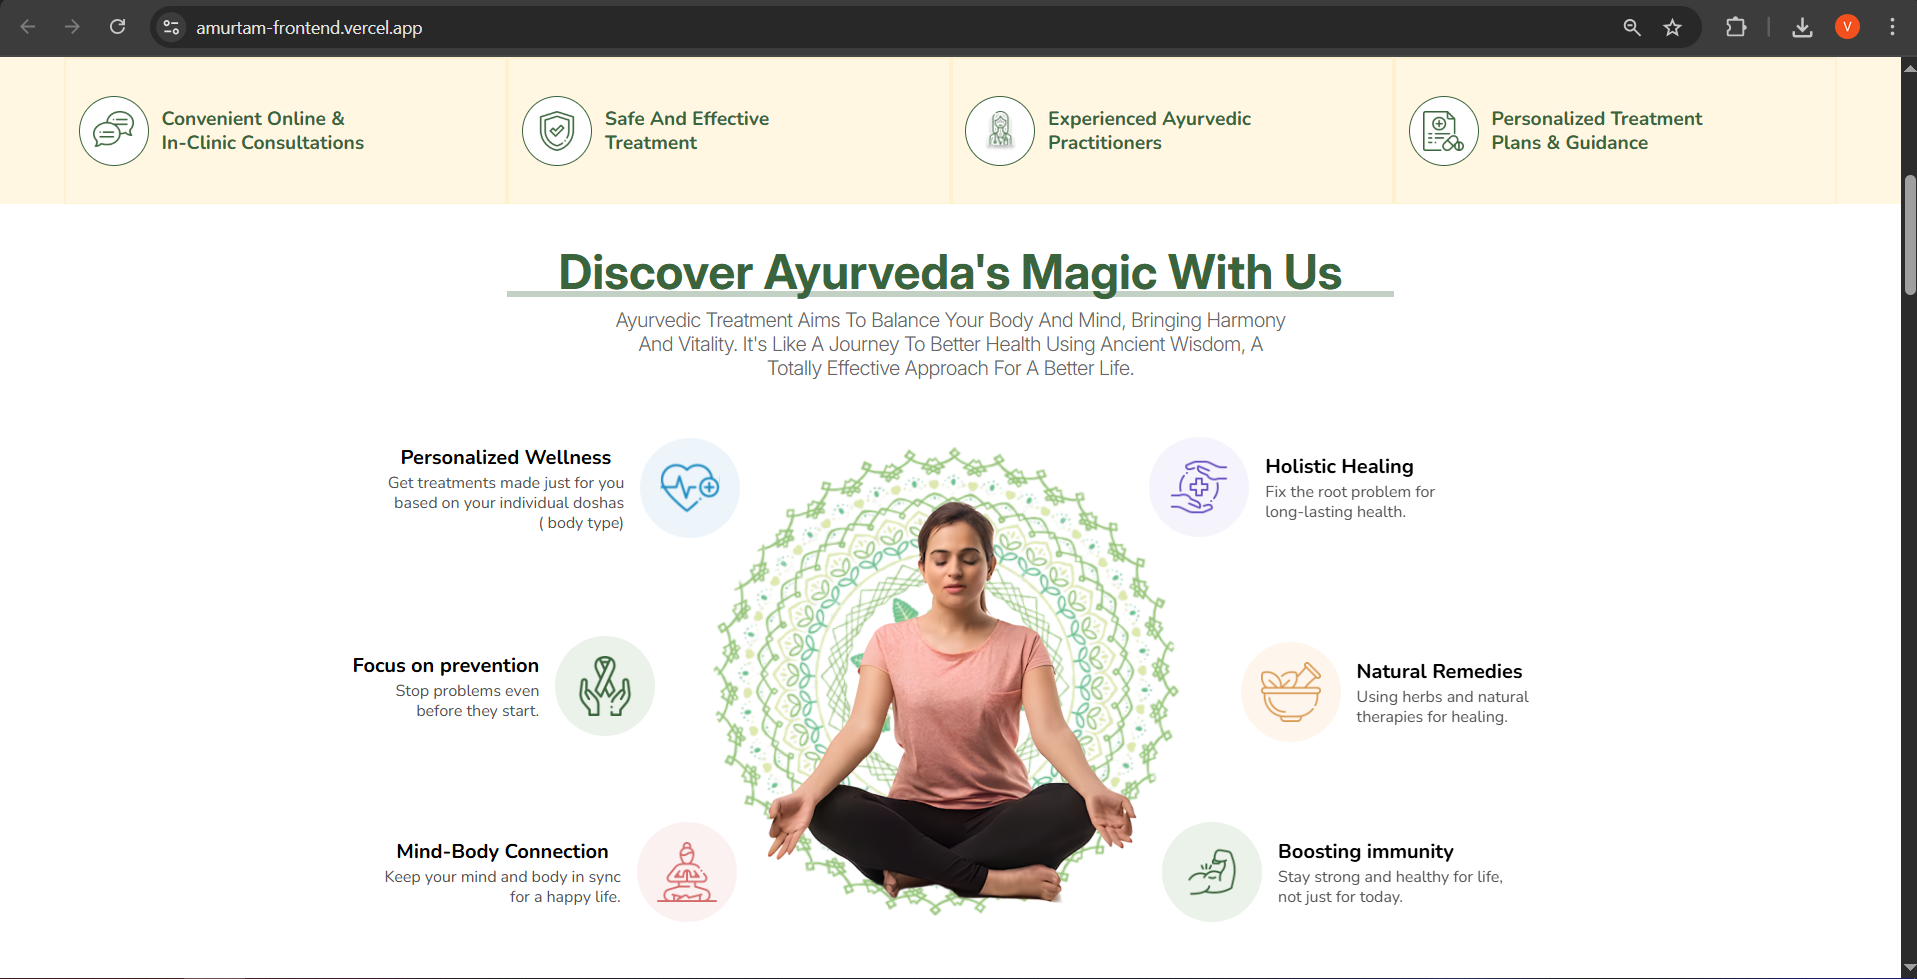 amurtam-frontend.vercel.app
V
Convenient Online &
In-Clinic Consultations
Safe And Effective
Treatment
Experienced Ayurvedic
Practitioners
Personalized Treatment
Plans & Guidance
Discover Ayurveda's Magic With Us
Ayurvedic Treatment Aims To Balance Your Body And Mind, Bringing Harmony
And Vitality. It's Like A Journey To Better Health Using Ancient Wisdom, A
Totally Effective Approach For A Better Life.
Personalized Wellness
Get treatments made just for you
based on your individual doshas
( body type)
Holistic Healing
Fix the root problem for
long-lasting health.
Focus on prevention
Stop problems even
before they start.
Natural Remedies
Using herbs and natural
therapies for healing.
Mind-Body Connection
Keep your mind and body in sync
for a happy life.
Boosting immunity
Stay strong and healthy for life,
not just for today.